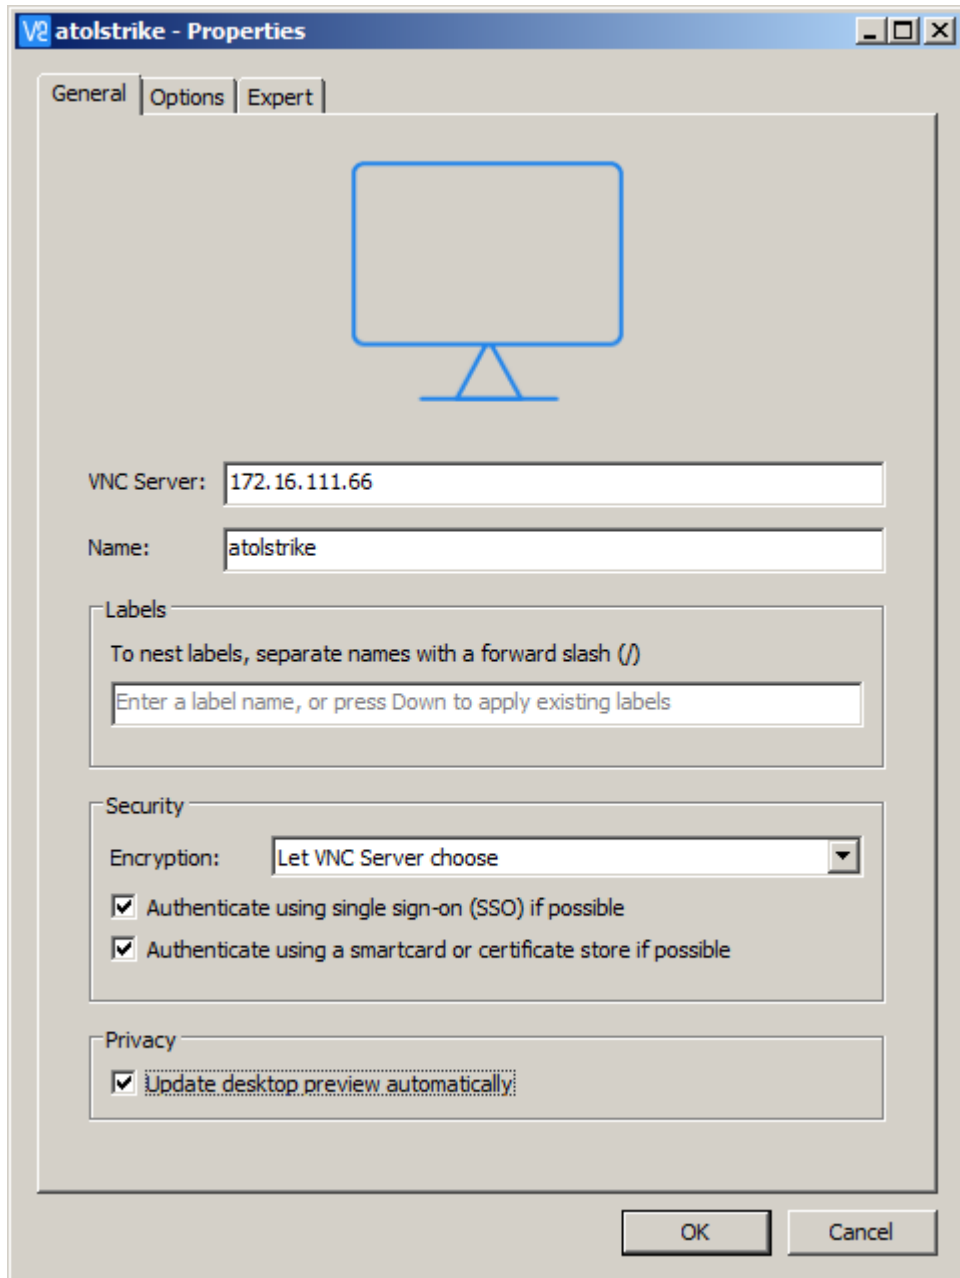 V2 atolstrike - Properties
General Options Expert
VNC Server: 172.16.111.66
Name: atolstrike
Labels
To nest labels, separate names with a forward slash (/)
Enter a label name, or press Down to apply existing labels
Security
Encryption: Let VNC Server choose
Authenticate using single sign-on (SSO) if possible
Authenticate using a smartcard or certificate store if possible
Privacy
Update desktop preview automatically
OK Cancel